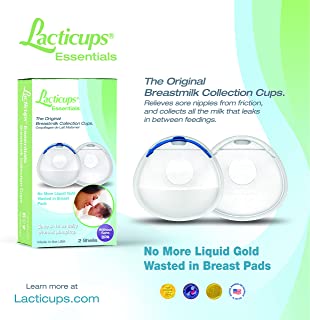 Lacticups®
Essentials
The Original
Breastmilk Collection Cups.
Relieves sore nipples from friction,
and collects all the milk that leaks
in between feedings.
Lacticups®
Essentials
The Original
Breastmilk Collection Cups.
No More Liquid Gold
Wasted in Breast Pads
Made in the USA
2 Shells
No More Liquid Gold
Wasted in Breast Pads
Learn more at
Lacticups.com